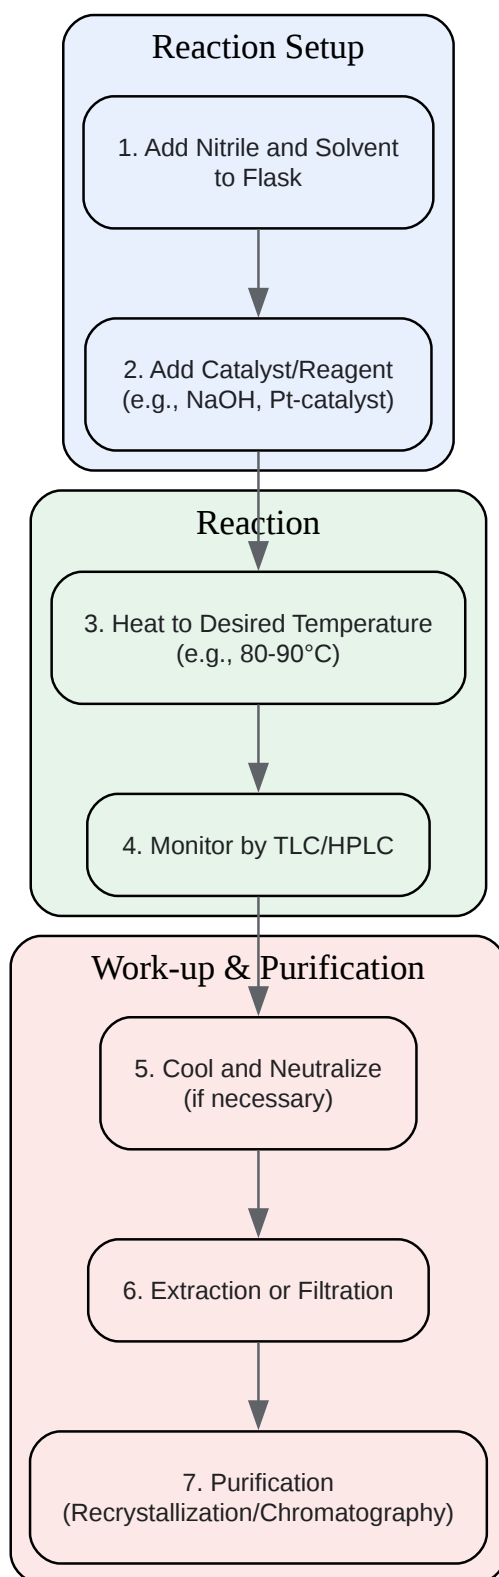 Reaction Setup
1. Add Nitrile and Solvent
to Flask
2. Add Catalyst/Reagent
(e.g., NaOH, Pt-catalyst)
Reaction
3. Heat to Desired Temperature
(e.g., 80-90°C)
4. Monitor by TLC/HPLC
Work-up & Purification
5. Cool and Neutralize
(if necessary)
6. Extraction or Filtration
7. Purification
(Recrystallization/Chromatography)